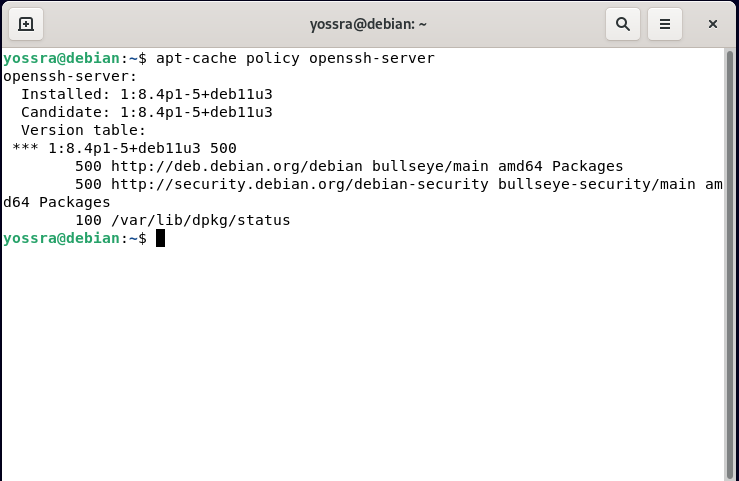 yossra@debian: ~
yossra@debian:~$ apt-cache policy openssh-server
openssh-server:
  Installed: 1:8.4p1-5+deb11u3
  Candidate: 1:8.4p1-5+deb11u3
  Version table:
 *** 1:8.4p1-5+deb11u3 500
        500 http://deb.debian.org/debian bullseye/main amd64 Packages
        500 http://security.debian.org/debian-security bullseye-security/main am
d64 Packages
        100 /var/lib/dpkg/status
yossra@debian:~$